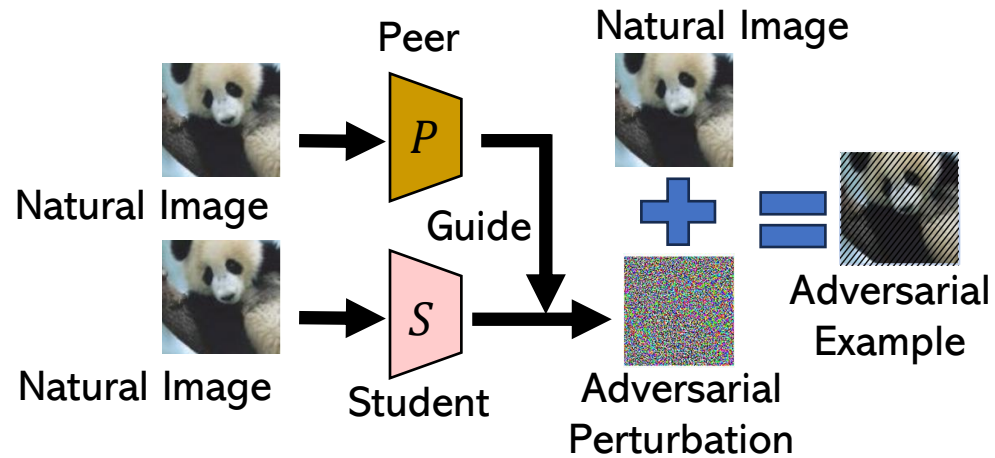 Peer
Natural Image
P
Natural Image
Guide
S
Natural Image
Student
Adversarial
Perturbation
Adversarial
Example